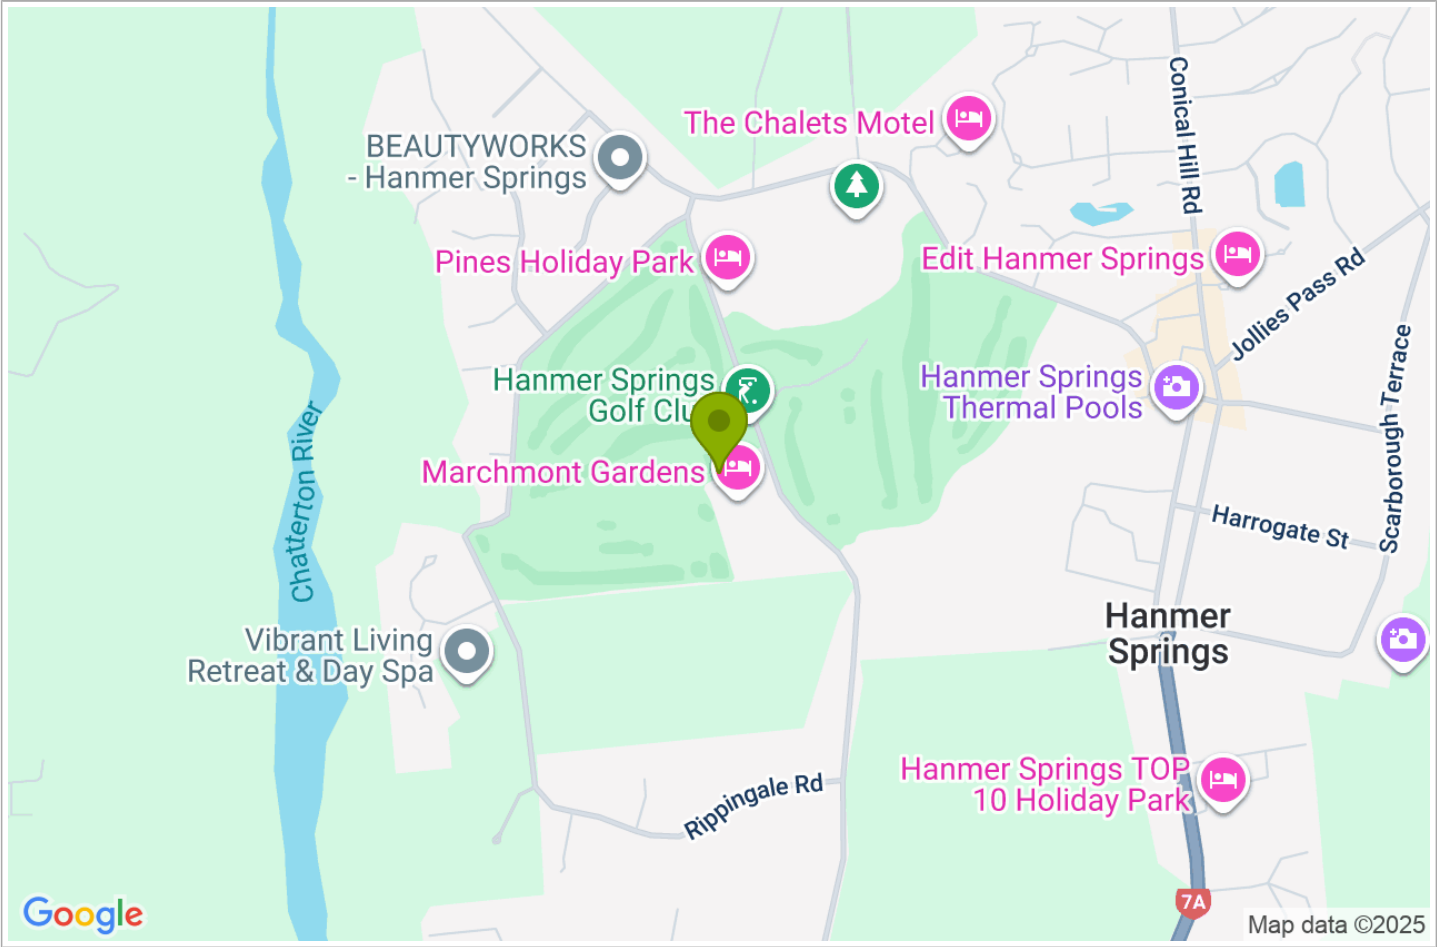 The Chalets Motel
Conical Hill Rd
BEAUTYWORKS
- Hanmer Springs
Pines Holiday Park
Edit Hanmer Springs
Jollies Pass Rd
Hanmer Springs
Golf Clu
Hanmer Springs
Thermal Pools
Scarborough Terrace
Marchmont Gardens
Chatterton River
Harrogate St
Hanmer
Springs
Vibrant Living
Retreat & Day Spa
Hanmer Springs TOP
10 Holiday Park
Rippingale Rd
7A
Google
Map data ©2025